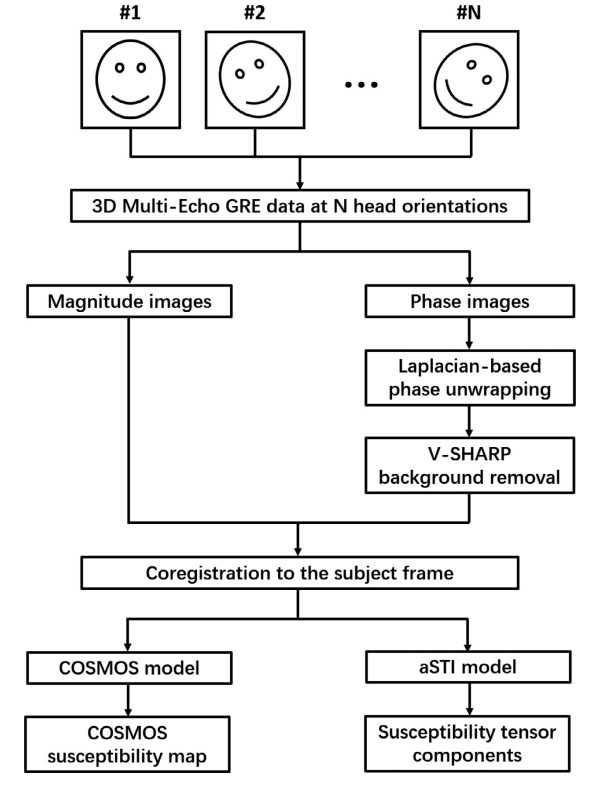 #1 #2 #N
...
3D Multi-Echo GRE data at N head orientations
Magnitude images
Phase images
Laplacian-based
phase unwrapping
V-SHARP
background removal
Coregistration to the subject frame
COSMOS model
aSTI model
COSMOS
susceptibility map
Susceptibility tensor
components